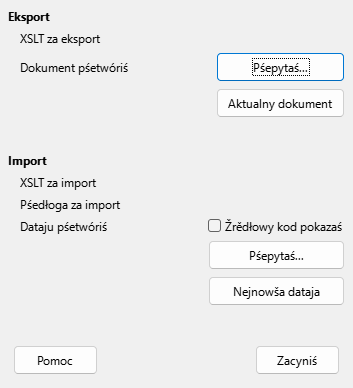 Eksport
XSLT za eksport
Dokument pśetwóriś
Pśepytaś...
Aktualny dokument
Import
XSLT za import
Pśedłoga za import
Dataju pśetwóriś
Žrědłowy kod pokazaś
Pśepytaś...
Nejnowša dataja
Pomoc
Zacyniś